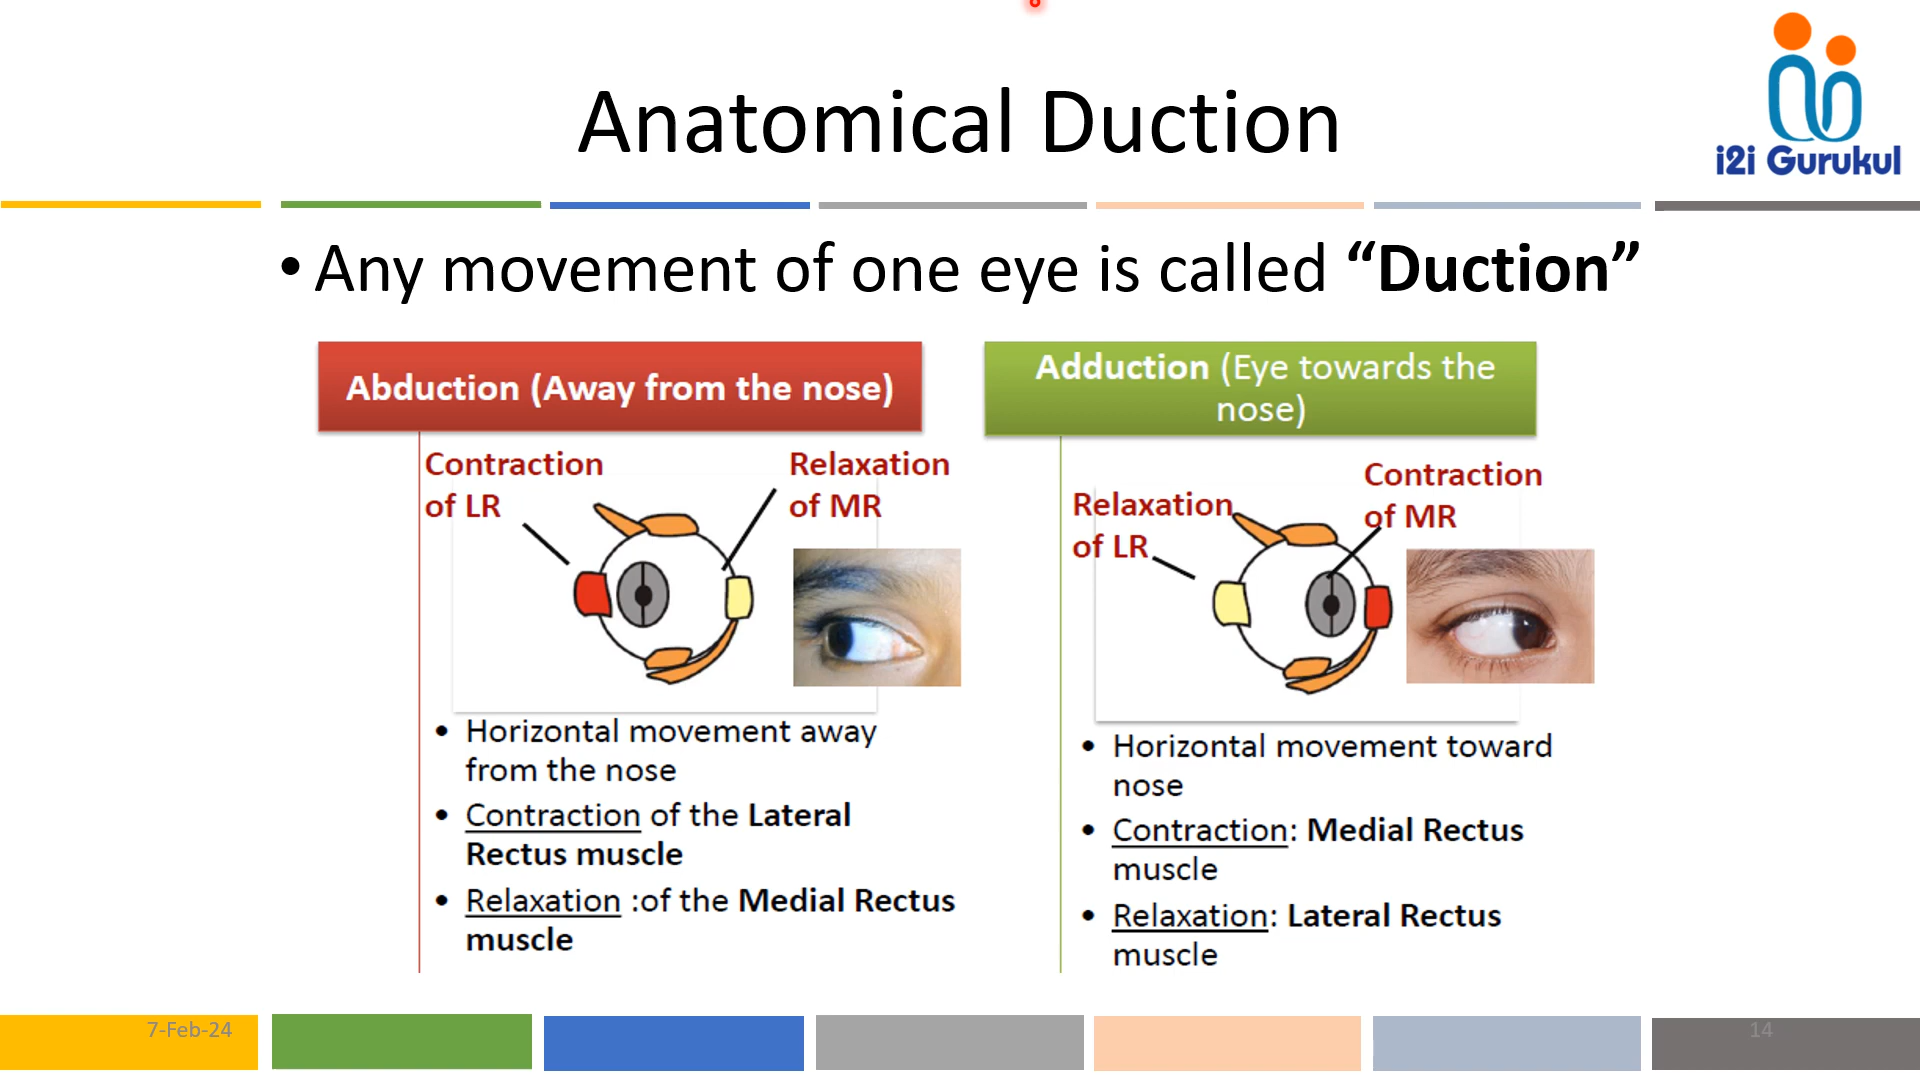 Anatomical Duction
i2i Gurukul
• Any movement of one eye is called “Duction”
Abduction (Away from the nose)
Contraction
of LR
Relaxation
of MR
• Horizontal movement away
from the nose
• Contraction of the Lateral
Rectus muscle
• Relaxation :of the Medial Rectus
muscle
Adduction (Eye towards the
nose)
Relaxation
of LR
Contraction
of MR
• Horizontal movement toward
nose
• Contraction: Medial Rectus
muscle
• Relaxation: Lateral Rectus
muscle
7-Feb-24
14